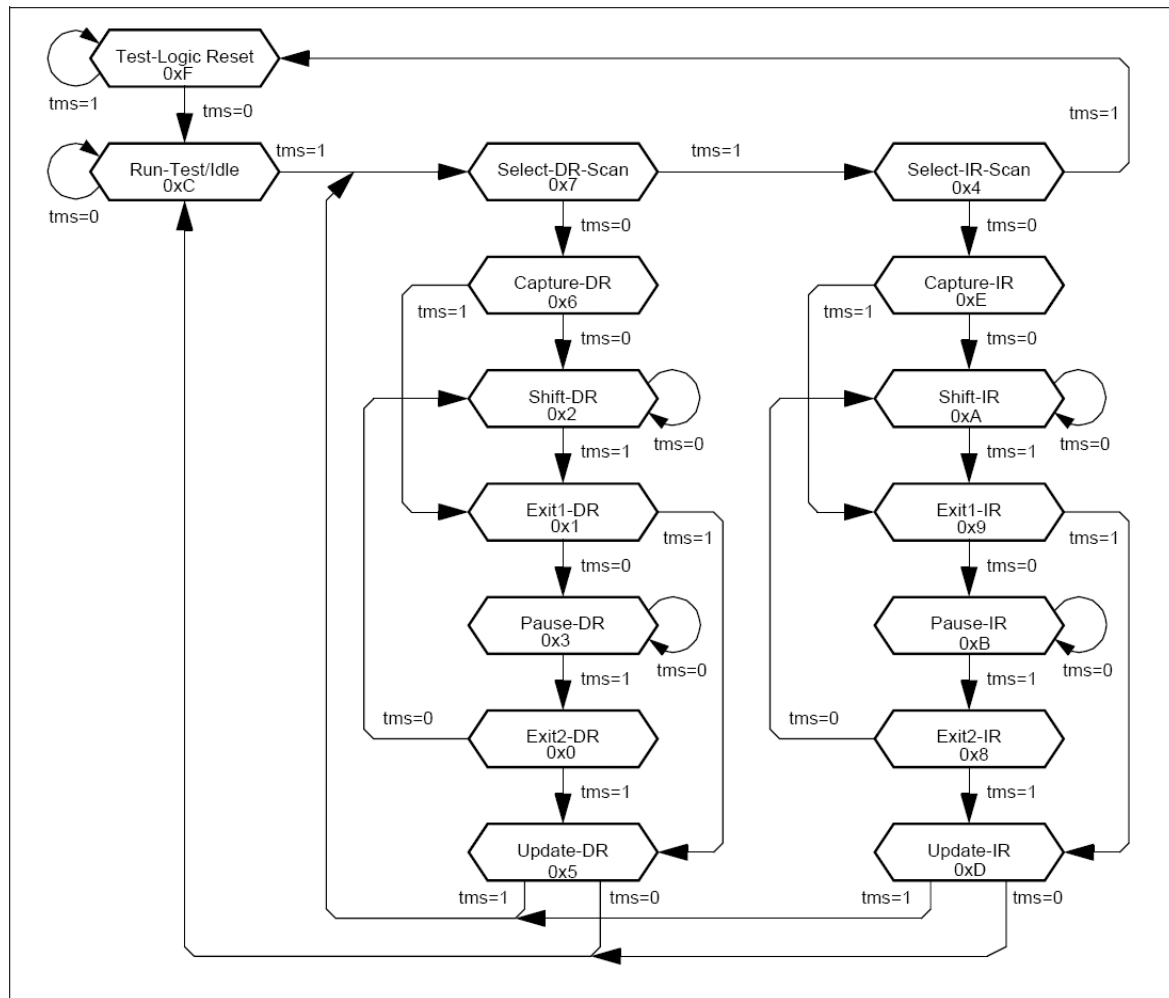 Test-Logic Reset
0xF
tms=1
tms=0
tms=1
Run-Test/Idle
0xC
tms=1
Select-DR-Scan
0x7
tms=1
Select-IR-Scan
0x4
tms=0
tms=0
tms=0
Capture-DR
0x6
Capture-IR
0xE
tms=1
tms=0
tms=1
tms=0
Shift-DR
0x2
Shift-IR
0xA
tms=1
tms=0
tms=1
tms=0
Exit1-DR
0x1
Exit1-IR
0x9
tms=1
tms=1
tms=0
tms=0
Pause-DR
0x3
Pause-IR
0xB
tms=1
tms=0
tms=1
tms=0
tms=0
tms=0
Exit2-DR
0x0
Exit2-IR
0x8
tms=1
tms=1
Update-DR
0x5
Update-IR
0xD
tms=1
tms=0
tms=1
tms=0